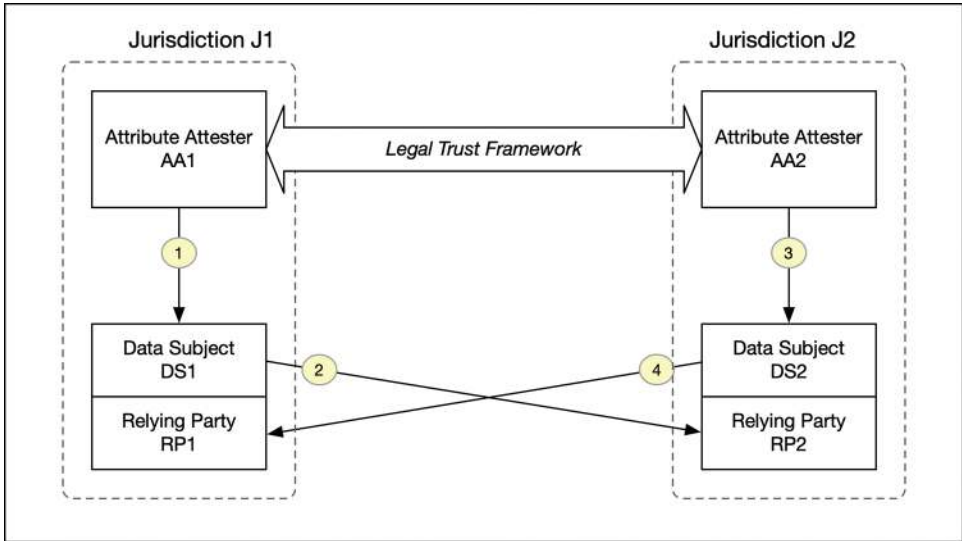 Jurisdiction J1
Jurisdiction J2
Attribute Attester
AA1
Legal Trust Framework
Attribute Attester
AA2
1
3
Data Subject
DS1
2
4
Data Subject
DS2
Relying Party
RP1
Relying Party
RP2